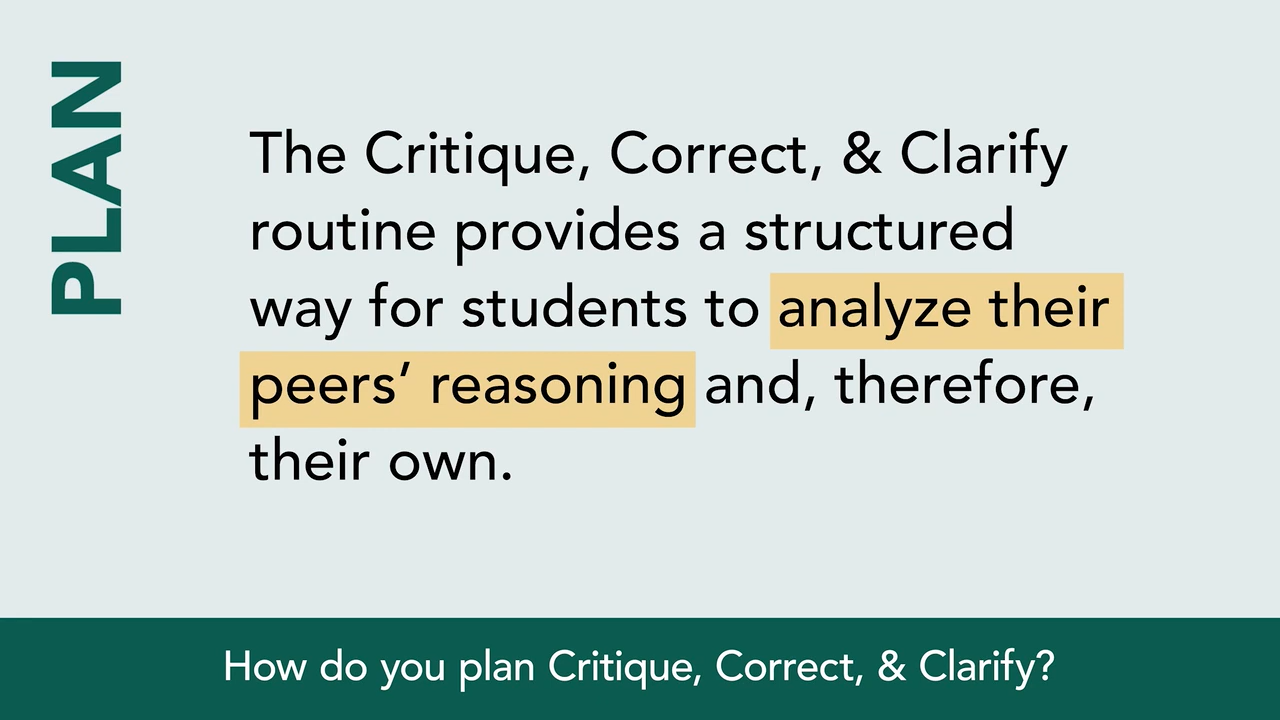 PLAN
The Critique, Correct, & Clarify
routine provides a structured
way for students to analyze their
peers’ reasoning and, therefore,
their own.
How do you plan Critique, Correct, & Clarify?